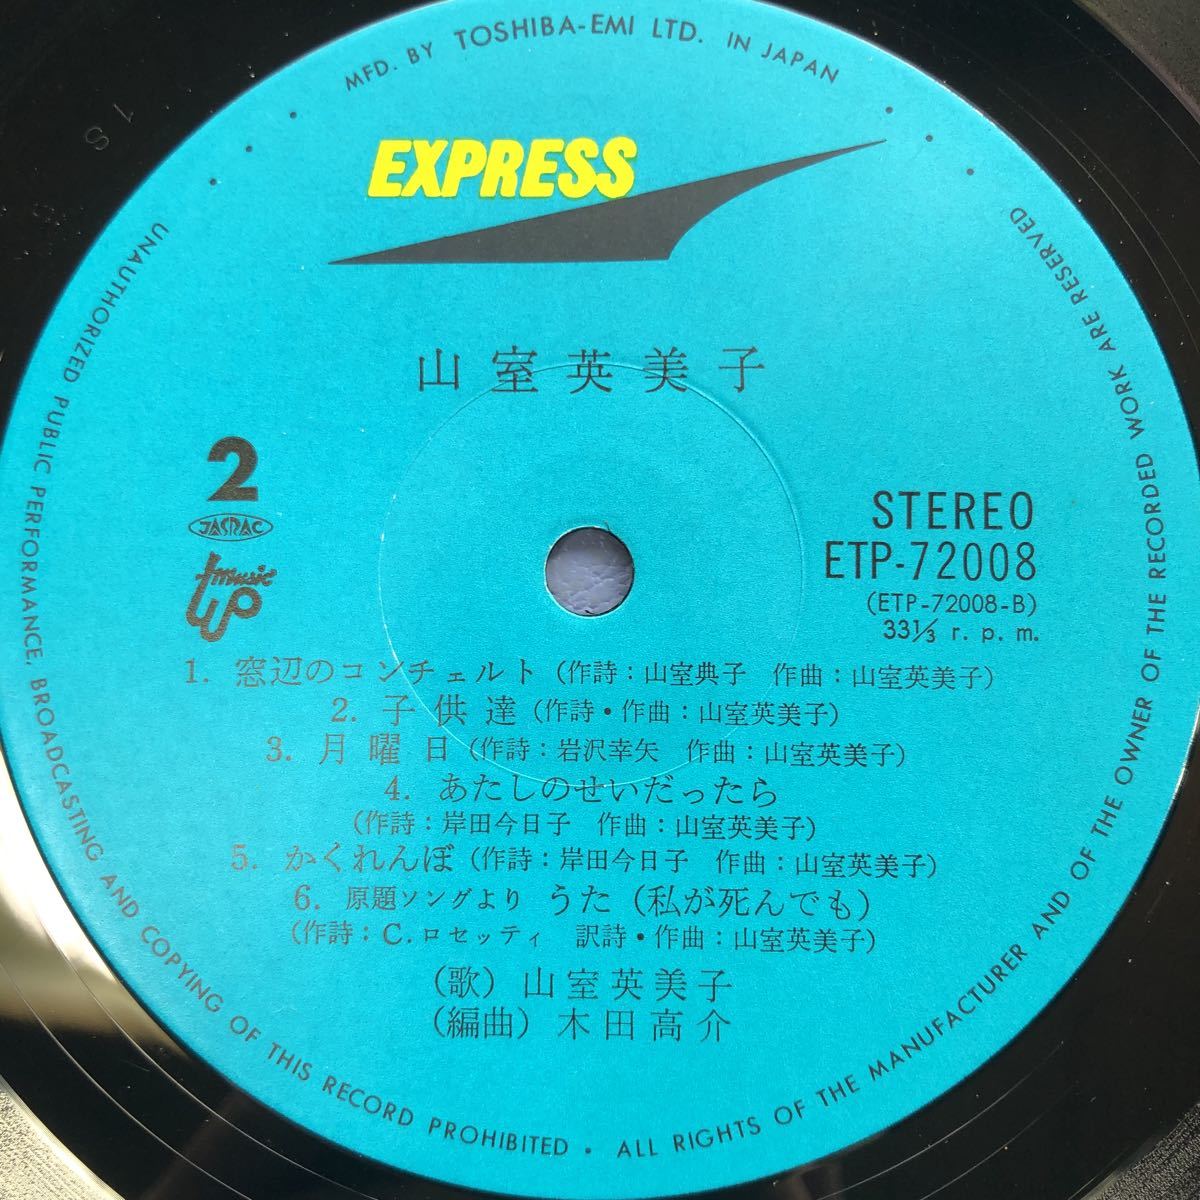 MFD. BY TOSHIBA-EMI LTD. IN JAPAN
EXPRESS
山室英美子
2
JASRAC
music up
STEREO
ETP-72008
(ETP-72008-B)
33⅓ r. p. m.
1. 窓辺のコンチェルト (作詩：山室典子 作曲：山室英美子)
2. 子供達 (作詩・作曲：山室英美子)
3. 月曜日 (作詩：岩沢幸矢 作曲：山室英美子)
4. あたしのせいだったら
(作詩：岸田今日子 作曲：山室英美子)
5. かくれんぼ (作詩：岸田今日子 作曲：山室英美子)
6. 原題ソングより うた (私が死んでも)
(作詩：C.ロセッティ 訳詩・作曲：山室英美子)
(歌) 山室英美子
(編曲) 木田高介
UNAUTHORIZED PUBLIC PERFORMANCE, BROADCASTING AND COPYING OF THIS RECORD PROHIBITED • ALL RIGHTS OF THE MANUFACTURER AND OF THE OWNER OF THE RECORDED WORK ARE RESERVED